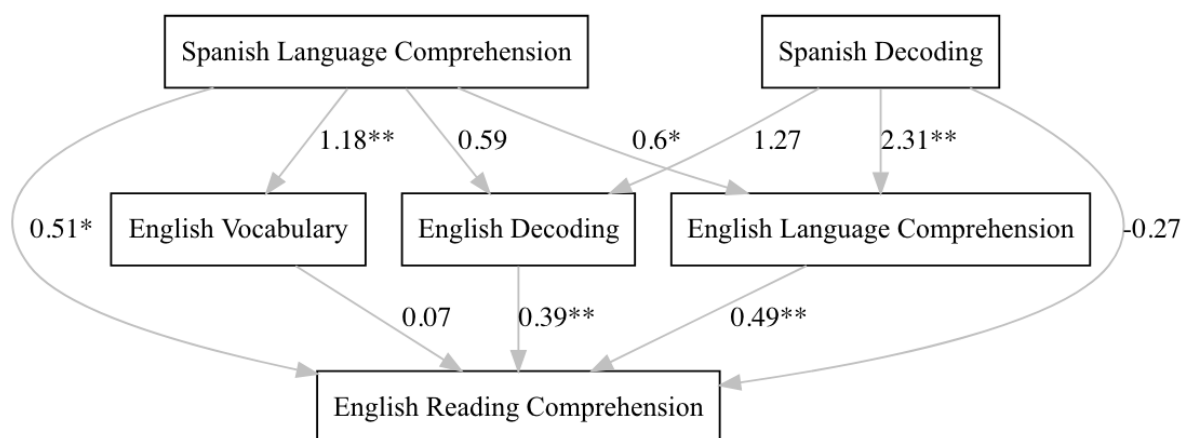 Spanish Language Comprehension
Spanish Decoding
1.18**
0.59
0.6*
1.27
2.31**
0.51*
English Vocabulary
English Decoding
English Language Comprehension
-0.27
0.07
0.39**
0.49**
English Reading Comprehension